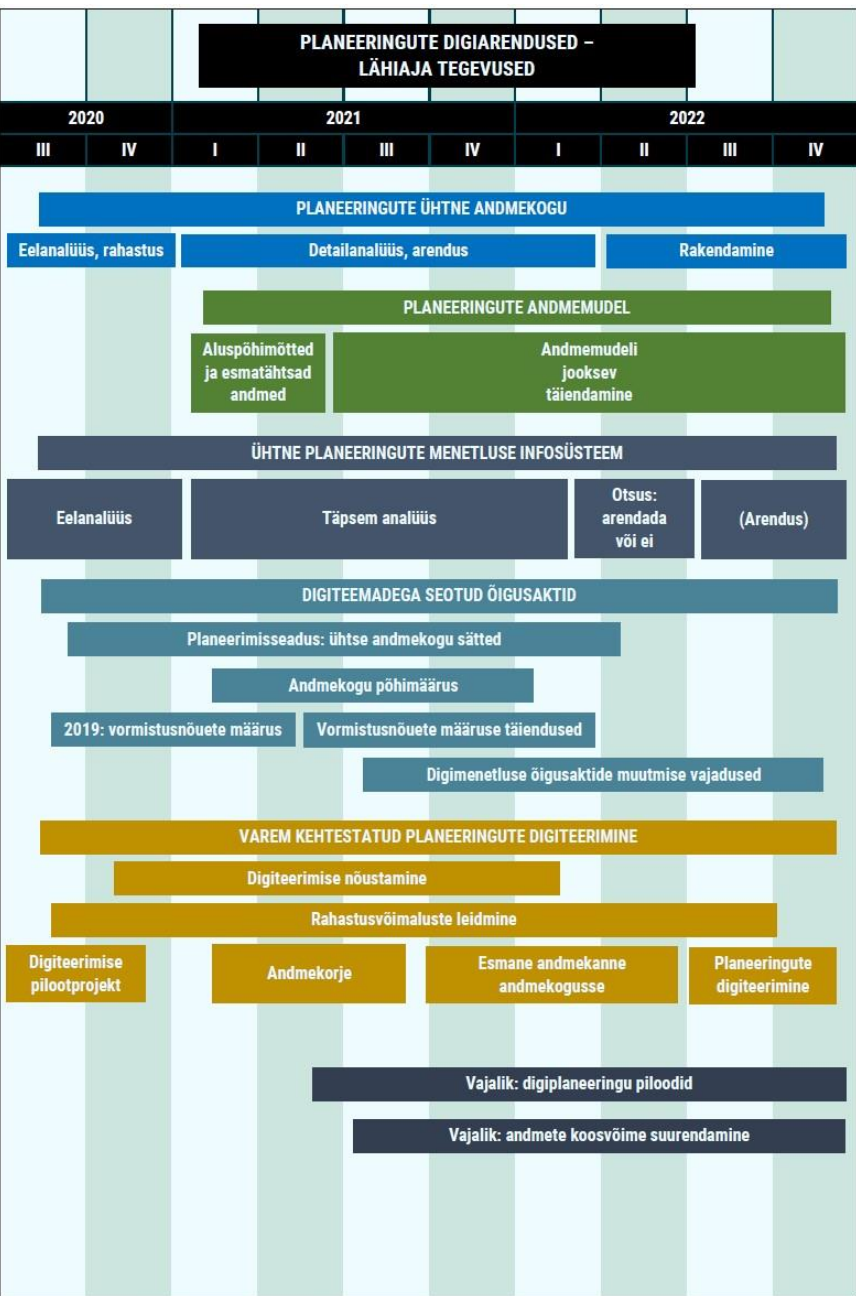 PLANEERINGUTE DIGIARENDUSED –
LÄHIAJA TEGEVUSED
2020 2021 2022
III IV I II III IV I II III IV
PLANEERINGUTE ÜHTNE ANDMEKOGU
Eelanalüüs, rahastus Detailanalüüs, arendus Rakendamine
PLANEERINGUTE ANDMEMUDEL
Aluspõhimõtted
ja esmatähtsad
andmed
Andmemudeli
jooksev
täiendamine
ÜHTNE PLANEERINGUTE MENETLUSE INFOSÜSTEEM
Eelanalüüs
Täpsem analüüs
Otsus:
arendada
või ei
(Arendus)
DIGITEEMADEGA SEOTUD ÕIGUSAKTID
Planeerimisseadus: ühtse andmekogu sätted
Andmekogu põhimäärus
2019: vormistusnõuete määrus Vormistusnõuete määruse täiendused
Digimenetluse õigusaktide muutmise vajadused
VAREM KEHTESTATUD PLANEERINGUTE DIGITEERIMINE
Digiteerimise nõustamine
Rahastusvõimaluste leidmine
Digiteerimise
pilootprojekt
Andmekorje
Esmane andmekanne
andmekogusse
Planeeringute
digiteerimine
Vajalik: digiplaneeringu piloodid
Vajalik: andmete koosvõime suurendamine